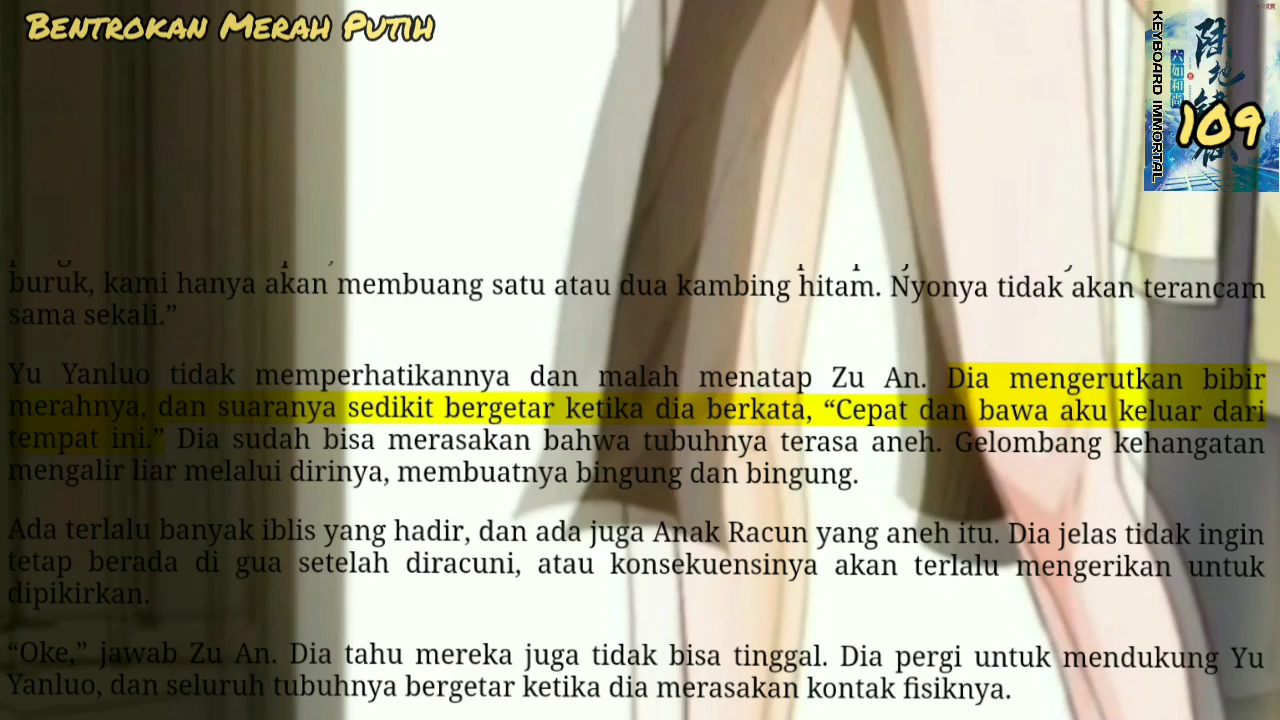 Bentrokan Merah Putih
KEYBOARD IMMORTAL
109
buruk, kami hanya akan membuang satu atau dua kambing hitam. Nyonya tidak akan terancam
sama sekali.”
Yu Yanluo tidak memperhatikannya dan malah menatap Zu An. Dia mengerutkan bibir
merahnya, dan suaranya sedikit bergetar ketika dia berkata, “Cepat dan bawa aku keluar dari
tempat ini.” Dia sudah bisa merasakan bahwa tubuhnya terasa aneh. Gelombang kehangatan
mengalir liar melalui dirinya, membuatnya bingung dan bingung.
Ada terlalu banyak iblis yang hadir, dan ada juga Anak Racun yang aneh itu. Dia jelas tidak ingin
tetap berada di gua setelah diracuni, atau konsekuensinya akan terlalu mengerikan untuk
dipikirkan.
“Oke,” jawab Zu An. Dia tahu mereka juga tidak bisa tinggal. Dia pergi untuk mendukung Yu
Yanluo, dan seluruh tubuhnya bergetar ketika dia merasakan kontak fisiknya.